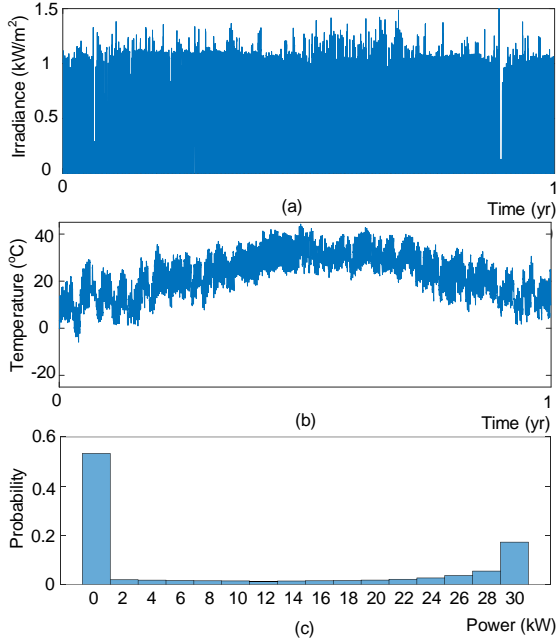 1.5
1
0.5
0
Irradiance (kW/m²)
0
1
(a)
Time (yr)
40
20
0
-20
Temperature (°C)
0
1
(b)
Time (yr)
0.6
0.4
0.2
0
Probability
0 2 4 6 8 10 12 14 16 18 20 22 24 26 28 30
(c)
Power (kW)